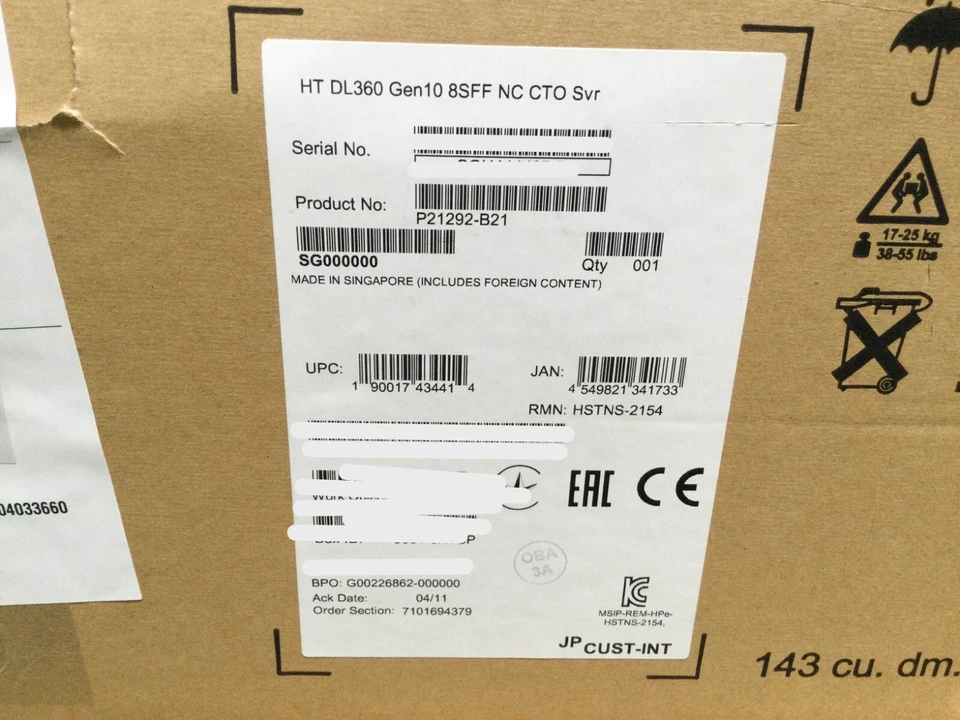 HT DL360 Gen10 8SFF NC CTO Svr
Serial No.
Product No:
P21292-B21
SG000000
Qty 001
MADE IN SINGAPORE (INCLUDES FOREIGN CONTENT)
UPC:
1 90017 43441 4
JAN:
4 549821 341733
RMN: HSTNS-2154
EAC CE
OBA
3A
BPO: G00226862-000000
Ack Date: 04/11
Order Section: 7101694379
MSIP-REM-HPe-
HSTNS-2154,
JP CUST-INT
17-25 kg
38-55 lbs
04033660
143 cu. dm.